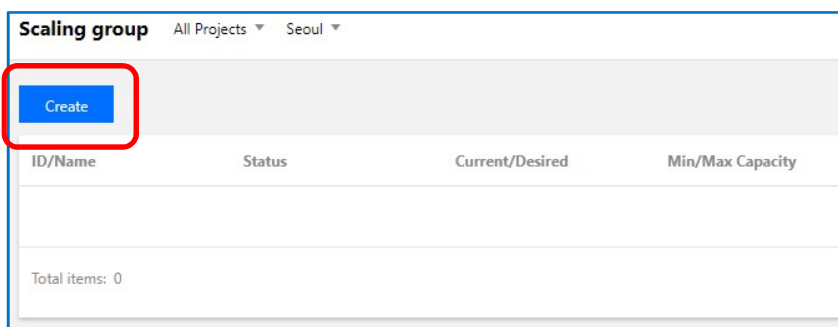 Scaling group All Projects Seoul
Create
ID/Name Status Current/Desired Min/Max Capacity
Total items: 0